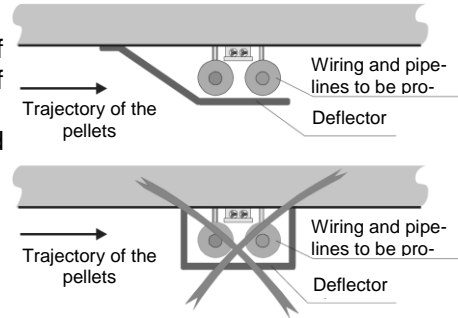 f
f
Trajectory of the
pellets
Wiring and pipe-
lines to be pro-
Deflector
d
Trajectory of the
pellets
Wiring and pipe-
lines to be pro-
Deflector